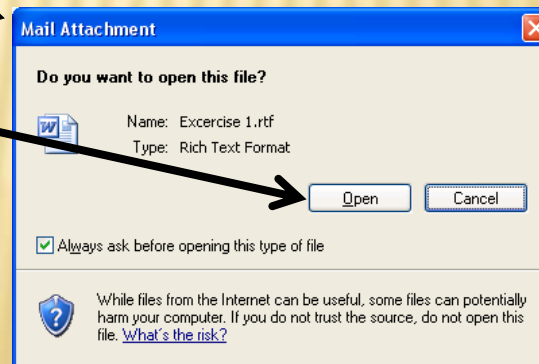 Mail Attachment
Do you want to open this file?
Name: Excercise 1.rtf
Type: Rich Text Format
Open Cancel
Always ask before opening this type of file
While files from the Internet can be useful, some files can potentially
harm your computer. If you do not trust the source, do not open this
file. What's the risk?